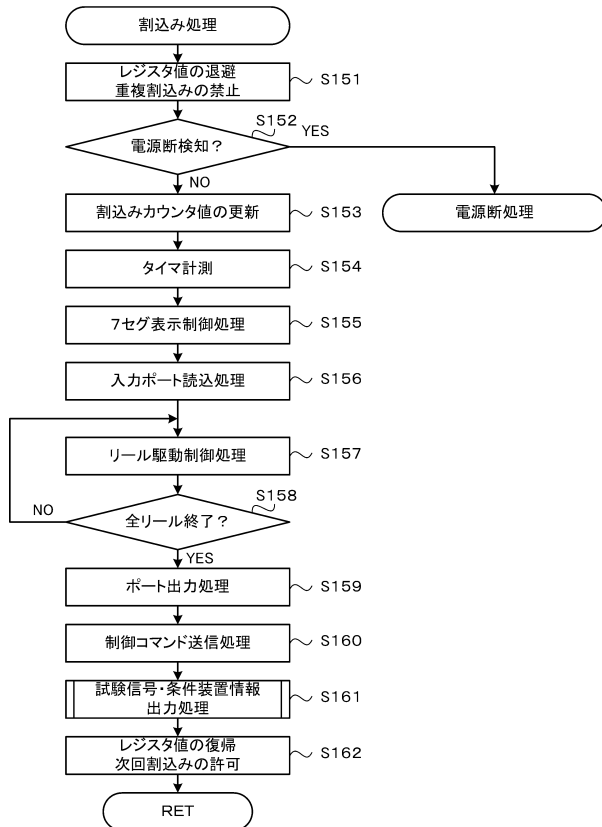 割込み処理
レジスタ値の退避
重複割込みの禁止
S151
S152
電源断検知？
YES
NO
割込みカウンタ値の更新
S153
電源断処理
タイマ計測
S154
7セグ表示制御処理
S155
入力ポート読込処理
S156
リール駆動制御処理
S157
S158
全リール終了？
NO
YES
ポート出力処理
S159
制御コマンド送信処理
S160
試験信号・条件装置情報
出力処理
S161
レジスタ値の復帰
次回割込みの許可
S162
RET